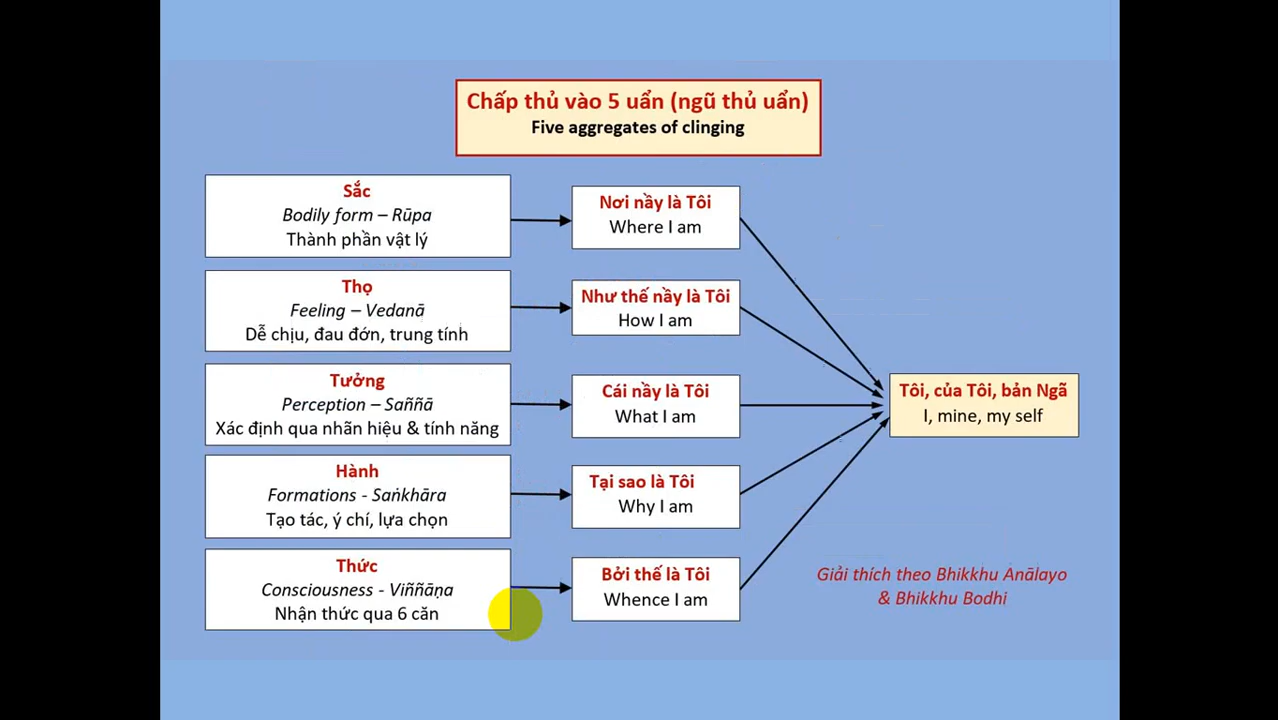 Chấp thủ vào 5 uẩn (ngũ thủ uẩn)
Five aggregates of clinging
Sắc
Bodily form – Rūpa
Thành phần vật lý
Nơi nầy là Tôi
Where I am
Thọ
Feeling – Vedanā
Dễ chịu, đau đớn, trung tính
Như thế nầy là Tôi
How I am
Tưởng
Perception – Saññā
Xác định qua nhãn hiệu & tính năng
Cái nầy là Tôi
What I am
Tôi, của Tôi, bản Ngã
I, mine, my self
Hành
Formations - Saṅkhāra
Tạo tác, ý chí, lựa chọn
Tại sao là Tôi
Why I am
Thức
Consciousness - Viññāṇa
Nhận thức qua 6 căn
Bởi thế là Tôi
Whence I am
Giải thích theo Bhikkhu Anālayo
& Bhikkhu Bodhi